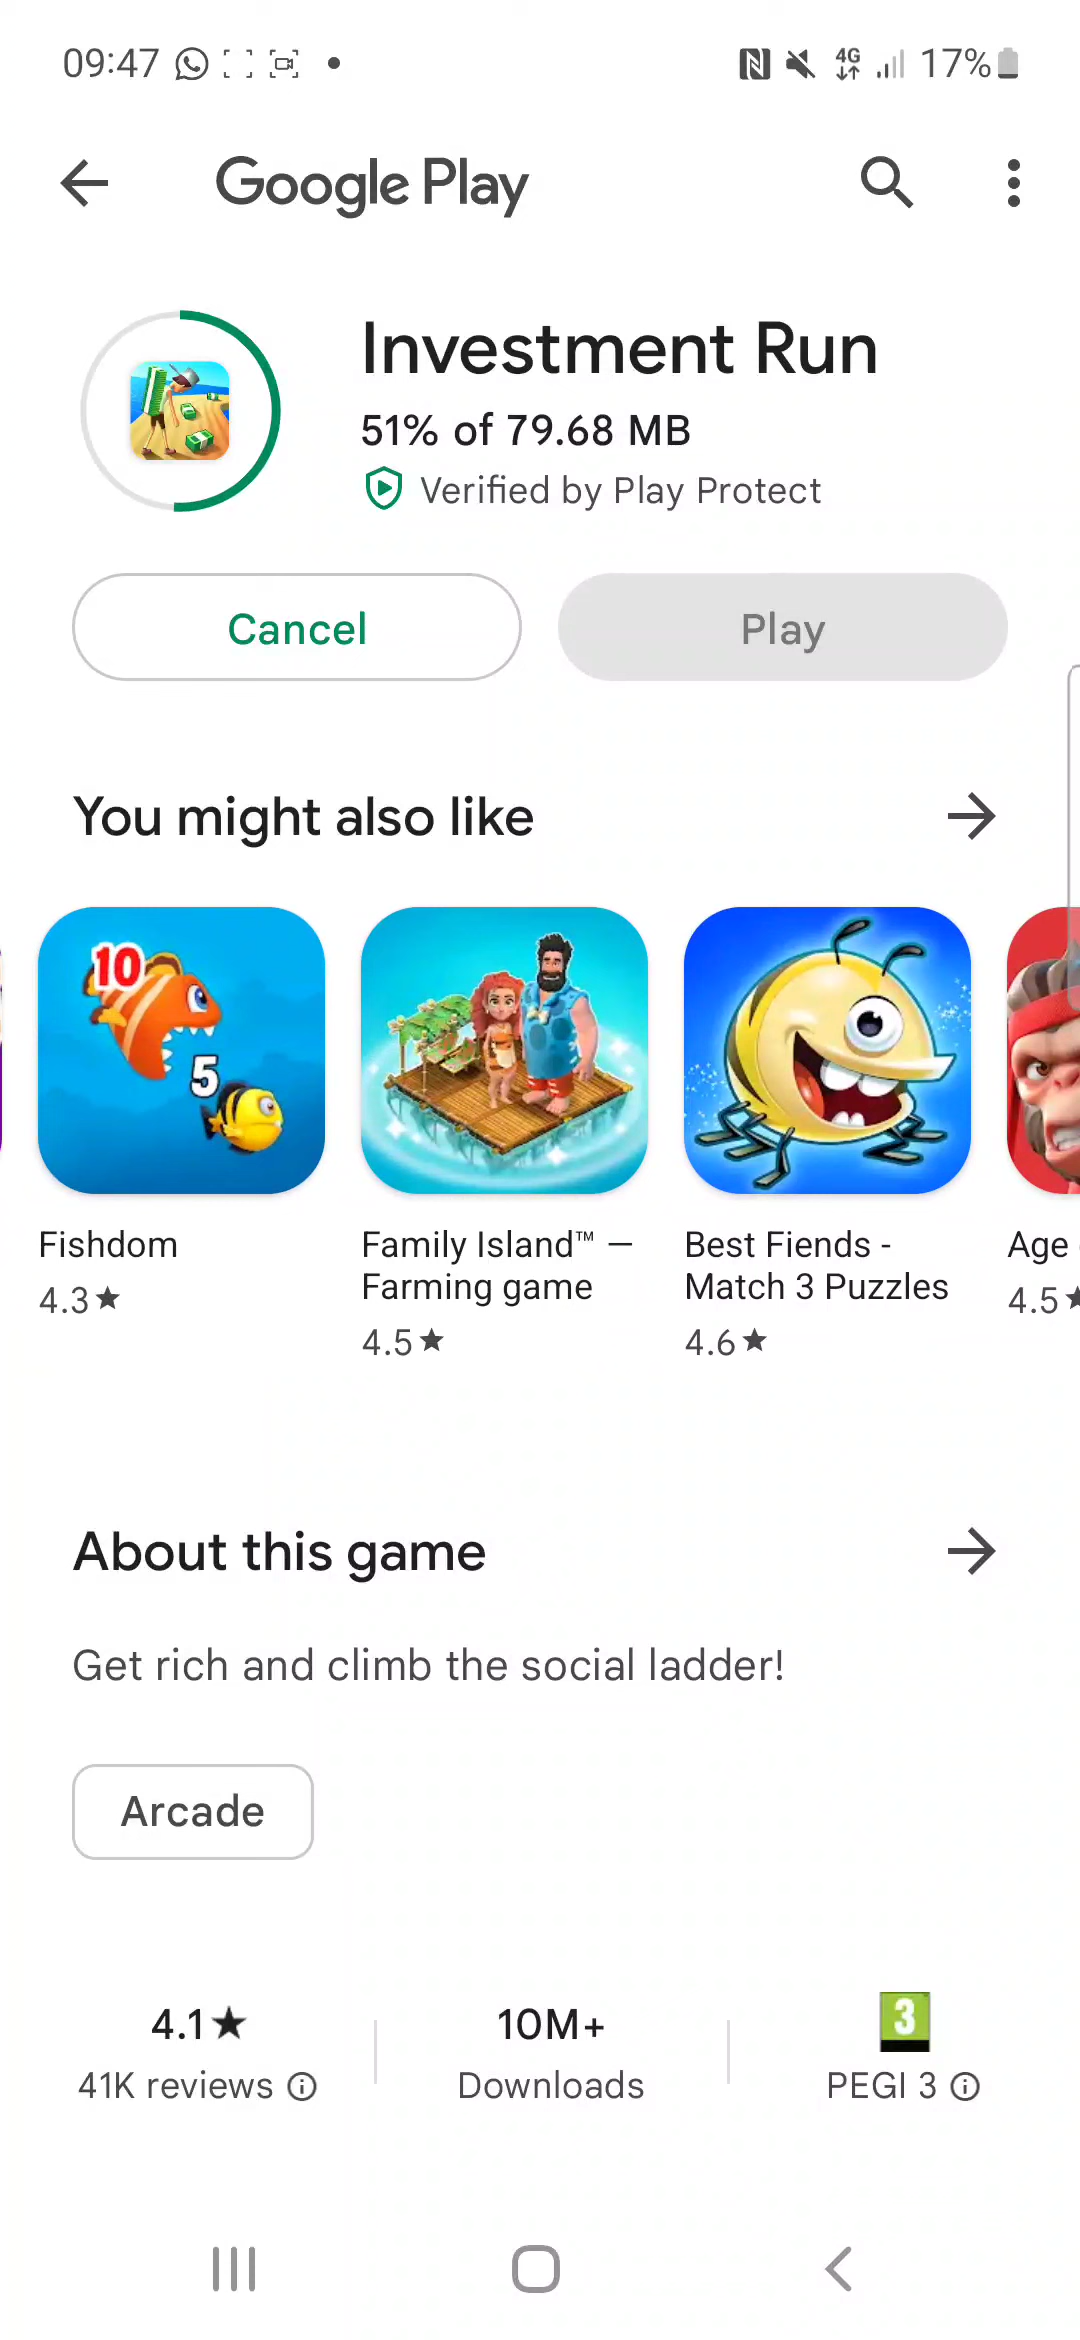 09:47
4G
17%
Google Play
Investment Run
51% of 79.68 MB
Verified by Play Protect
Cancel
Play
You might also like
10
5
Fishdom
4.3★
Family Island™ —
Farming game
4.5★
Best Fiends -
Match 3 Puzzles
4.6★
Age
4.5★
About this game
Get rich and climb the social ladder!
Arcade
4.1★
41K reviews
10M+
Downloads
3
PEGI 3